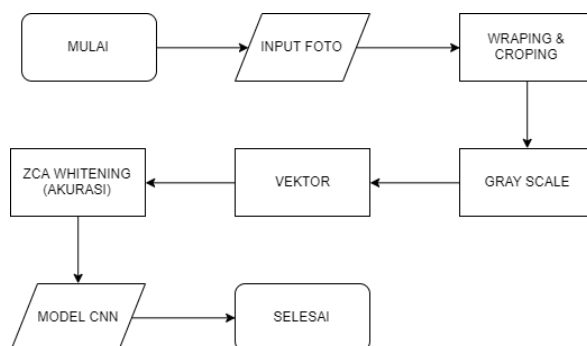 MULAI
INPUT FOTO
WRAPING &
CROPING
GRAY SCALE
VEKTOR
ZCA WHITENING
(AKURASI)
MODEL CNN
SELESAI